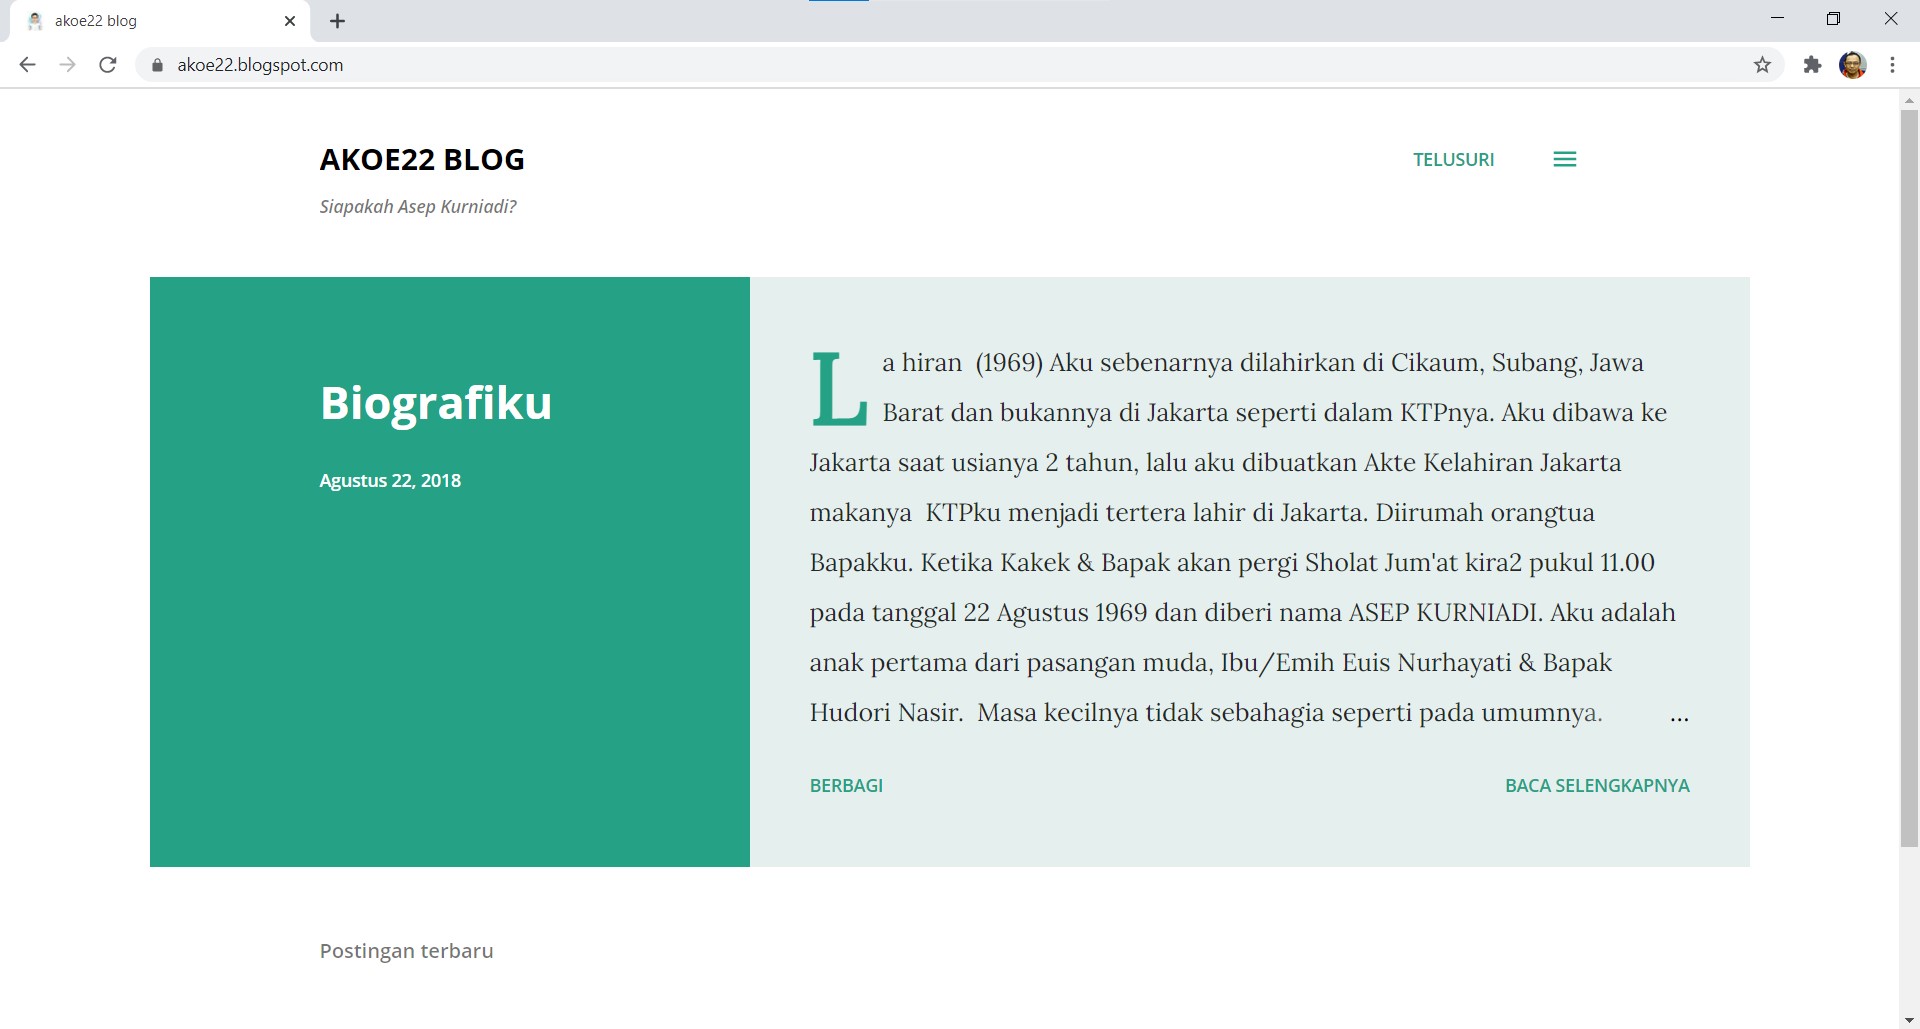 akoe22 blog
akoe22.blogspot.com
AKOE22 BLOG
TELUSURI
Siapakah Asep Kurniadi?
Biografiku
Agustus 22, 2018
La hiran  (1969) Aku sebenarnya dilahirkan di Cikaum, Subang, Jawa
Barat dan bukannya di Jakarta seperti dalam KTPnya. Aku dibawa ke
Jakarta saat usianya 2 tahun, lalu aku dibuatkan Akte Kelahiran Jakarta
makanya  KTPku menjadi tertera lahir di Jakarta. Diirumah orangtua
Bapakku. Ketika Kakek & Bapak akan pergi Sholat Jum'at kira2 pukul 11.00
pada tanggal 22 Agustus 1969 dan diberi nama ASEP KURNIADI. Aku adalah
anak pertama dari pasangan muda, Ibu/Emih Euis Nurhayati & Bapak
Hudori Nasir.  Masa kecilnya tidak sebahagia seperti pada umumnya. ...
BERBAGI
BACA SELENGKAPNYA
Postingan terbaru